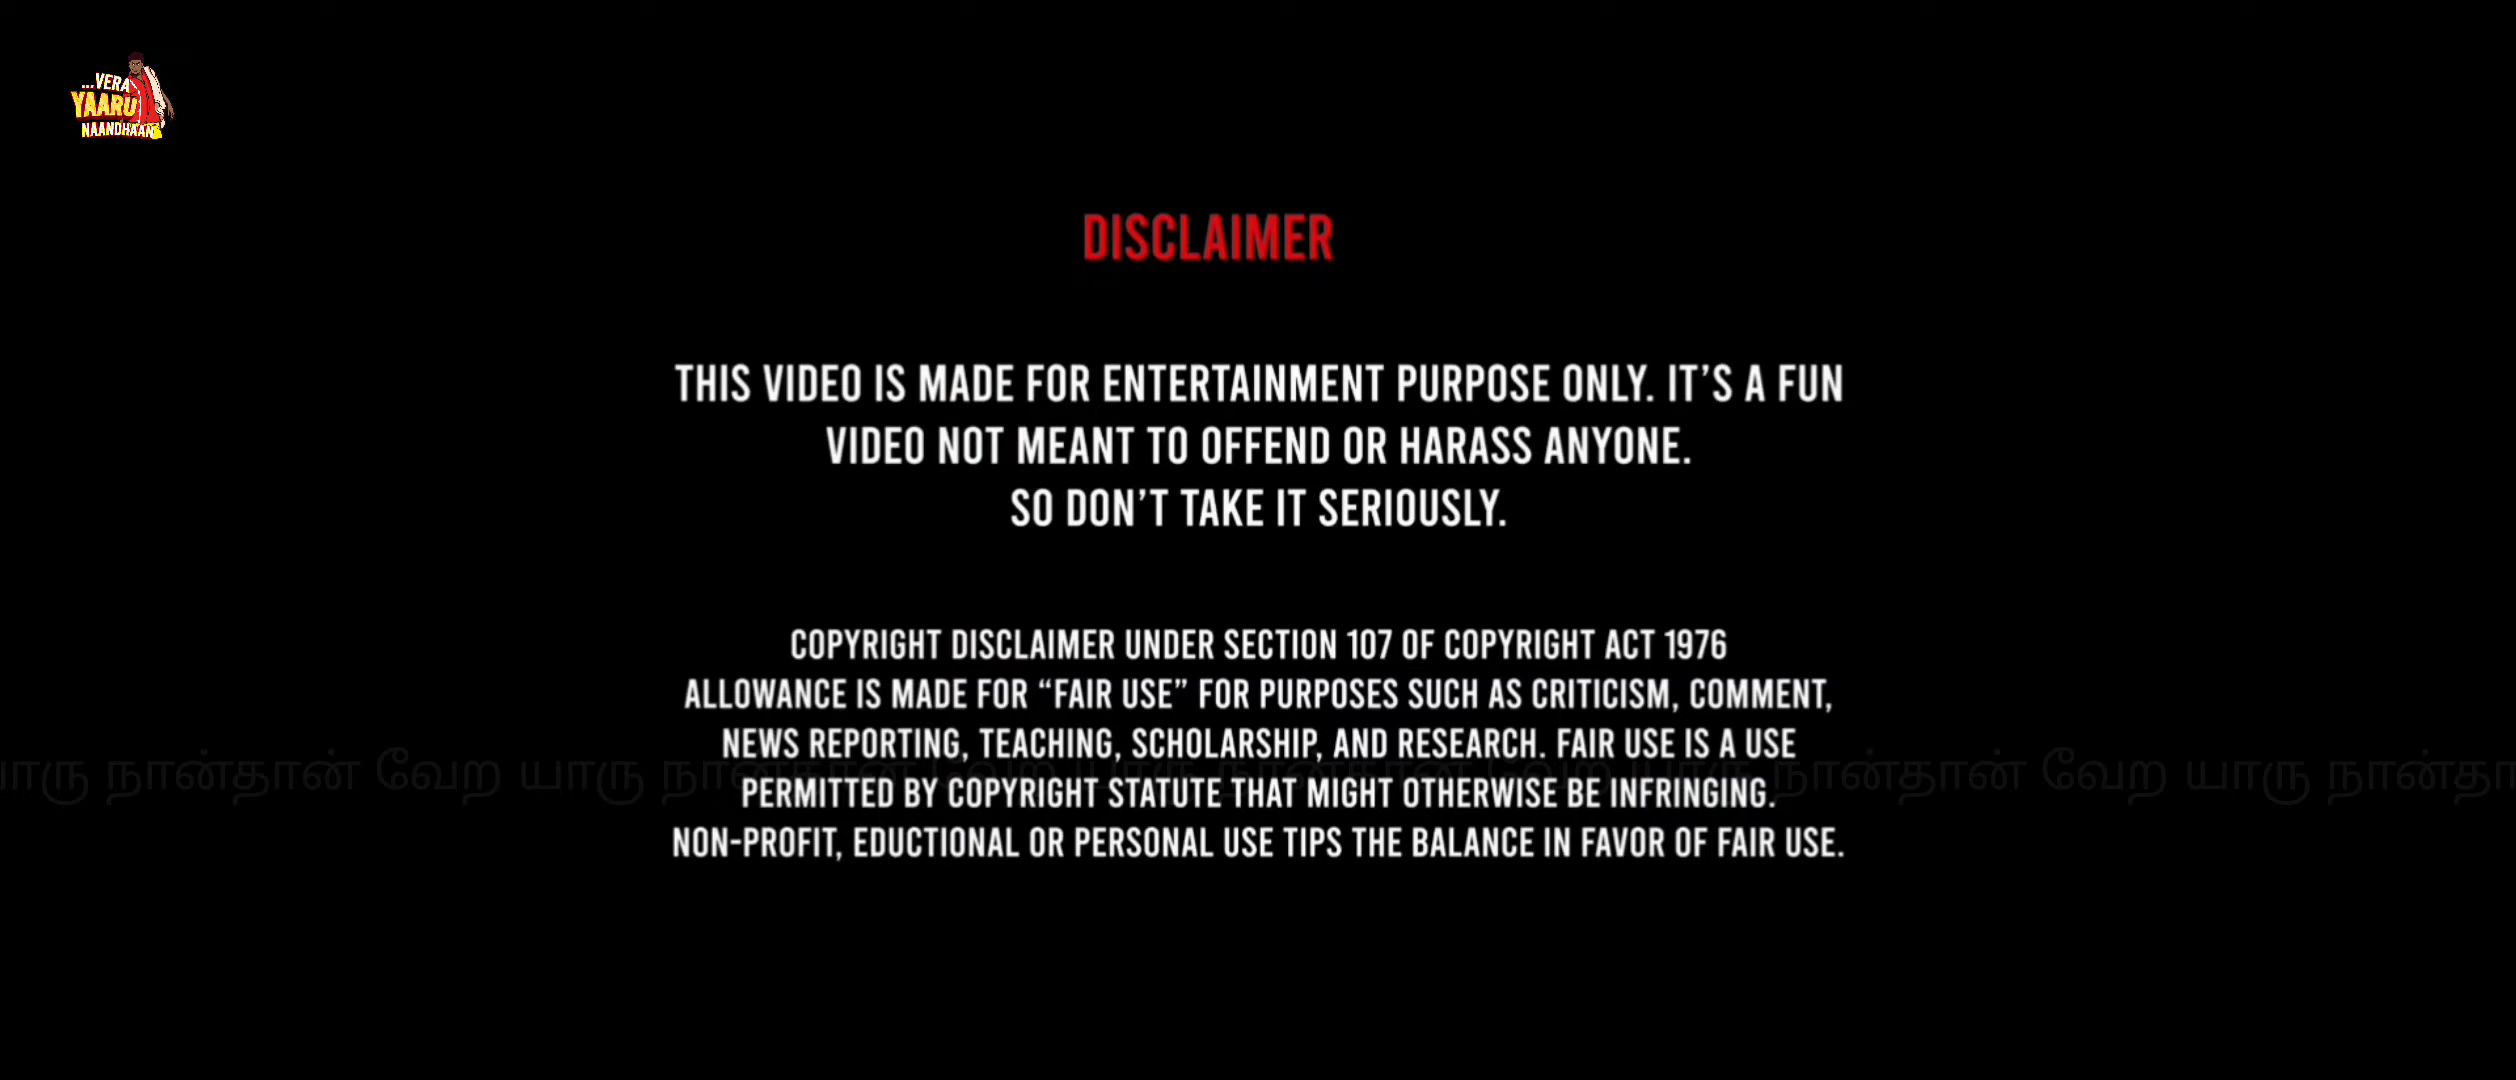 ...VERA
YAARU
NAANDHAAN
DISCLAIMER
THIS VIDEO IS MADE FOR ENTERTAINMENT PURPOSE ONLY. IT’S A FUN
VIDEO NOT MEANT TO OFFEND OR HARASS ANYONE.
SO DON’T TAKE IT SERIOUSLY.
COPYRIGHT DISCLAIMER UNDER SECTION 107 OF COPYRIGHT ACT 1976
ALLOWANCE IS MADE FOR “FAIR USE” FOR PURPOSES SUCH AS CRITICISM, COMMENT,
NEWS REPORTING, TEACHING, SCHOLARSHIP, AND RESEARCH. FAIR USE IS A USE
யாரு நான்தான் வேற யாரு நான்தான் வேற யாரு நான்தான் வேற யாரு நான்தான் வேற யாரு நான்தா
PERMITTED BY COPYRIGHT STATUTE THAT MIGHT OTHERWISE BE INFRINGING.
NON-PROFIT, EDUCTIONAL OR PERSONAL USE TIPS THE BALANCE IN FAVOR OF FAIR USE.